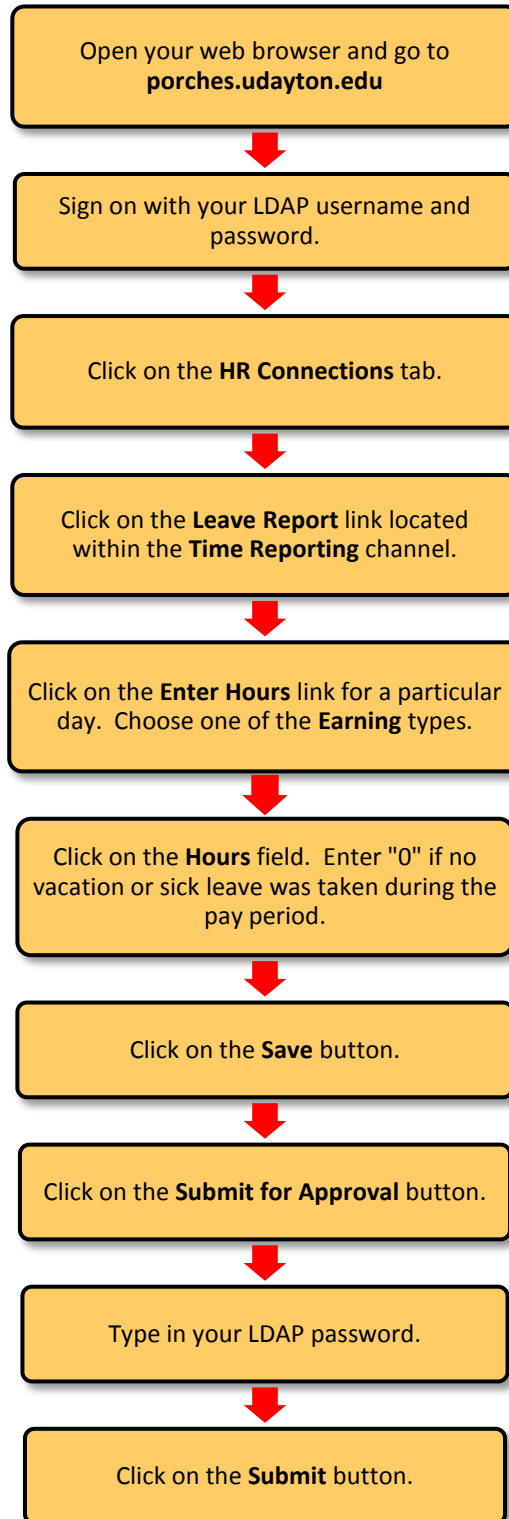 Open your web browser and go to
porches.udayton.edu
Sign on with your LDAP username and
password.
Click on the HR Connections tab.
Click on the Leave Report link located
within the Time Reporting channel.
Click on the Enter Hours link for a particular
day.  Choose one of the Earning types.
Click on the Hours field.  Enter "0" if no
vacation or sick leave was taken during the
pay period.
Click on the Save button.
Click on the Submit for Approval button.
Type in your LDAP password.
Click on the Submit button.